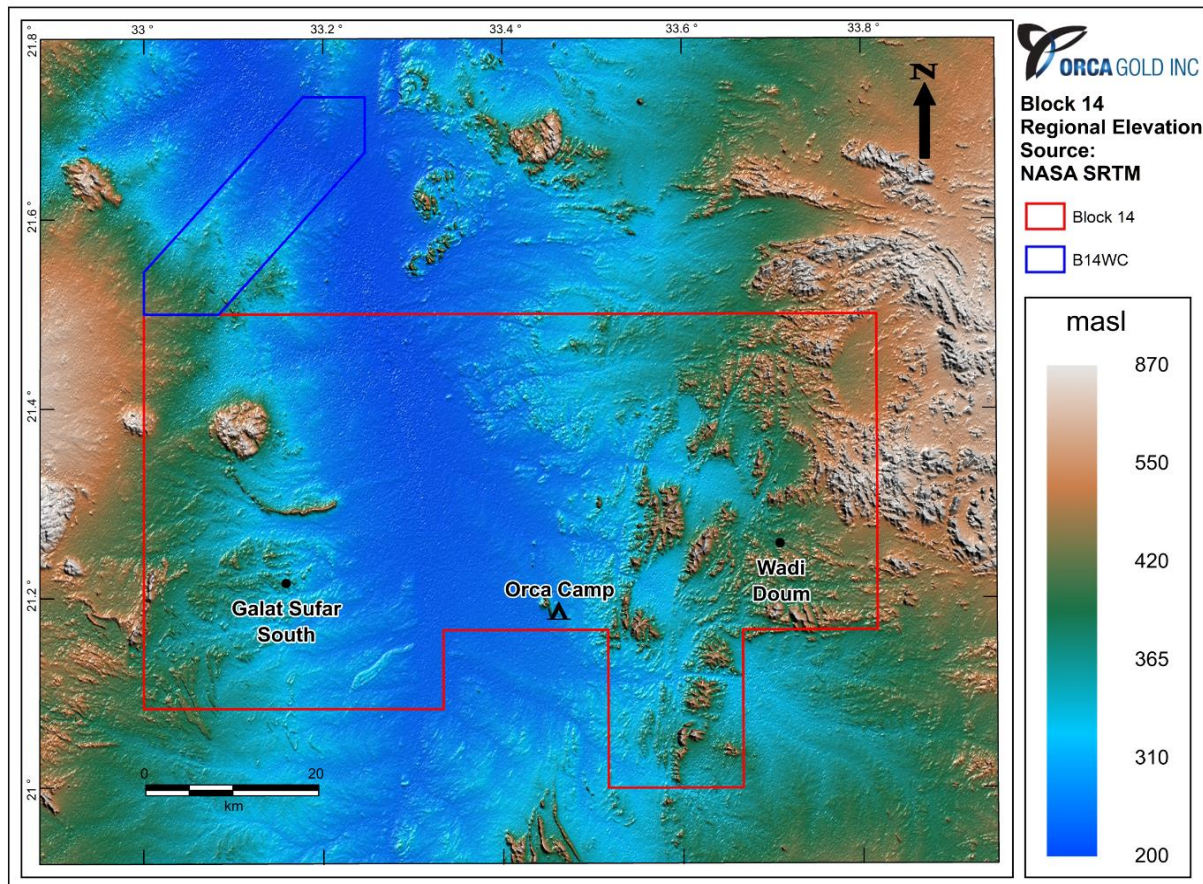 33 °
33.2 °
33.4 °
33.6 °
33.8 °
21.8 °
21.6 °
21.4 °
21.2 °
21 °
N
Galat Sufar
South
Orca Camp
Wadi
Doum
0
20
km
ORCA GOLD INC
Block 14
Regional Elevation
Source:
NASA SRTM
Block 14
B14WC
masl
870
550
420
365
310
200